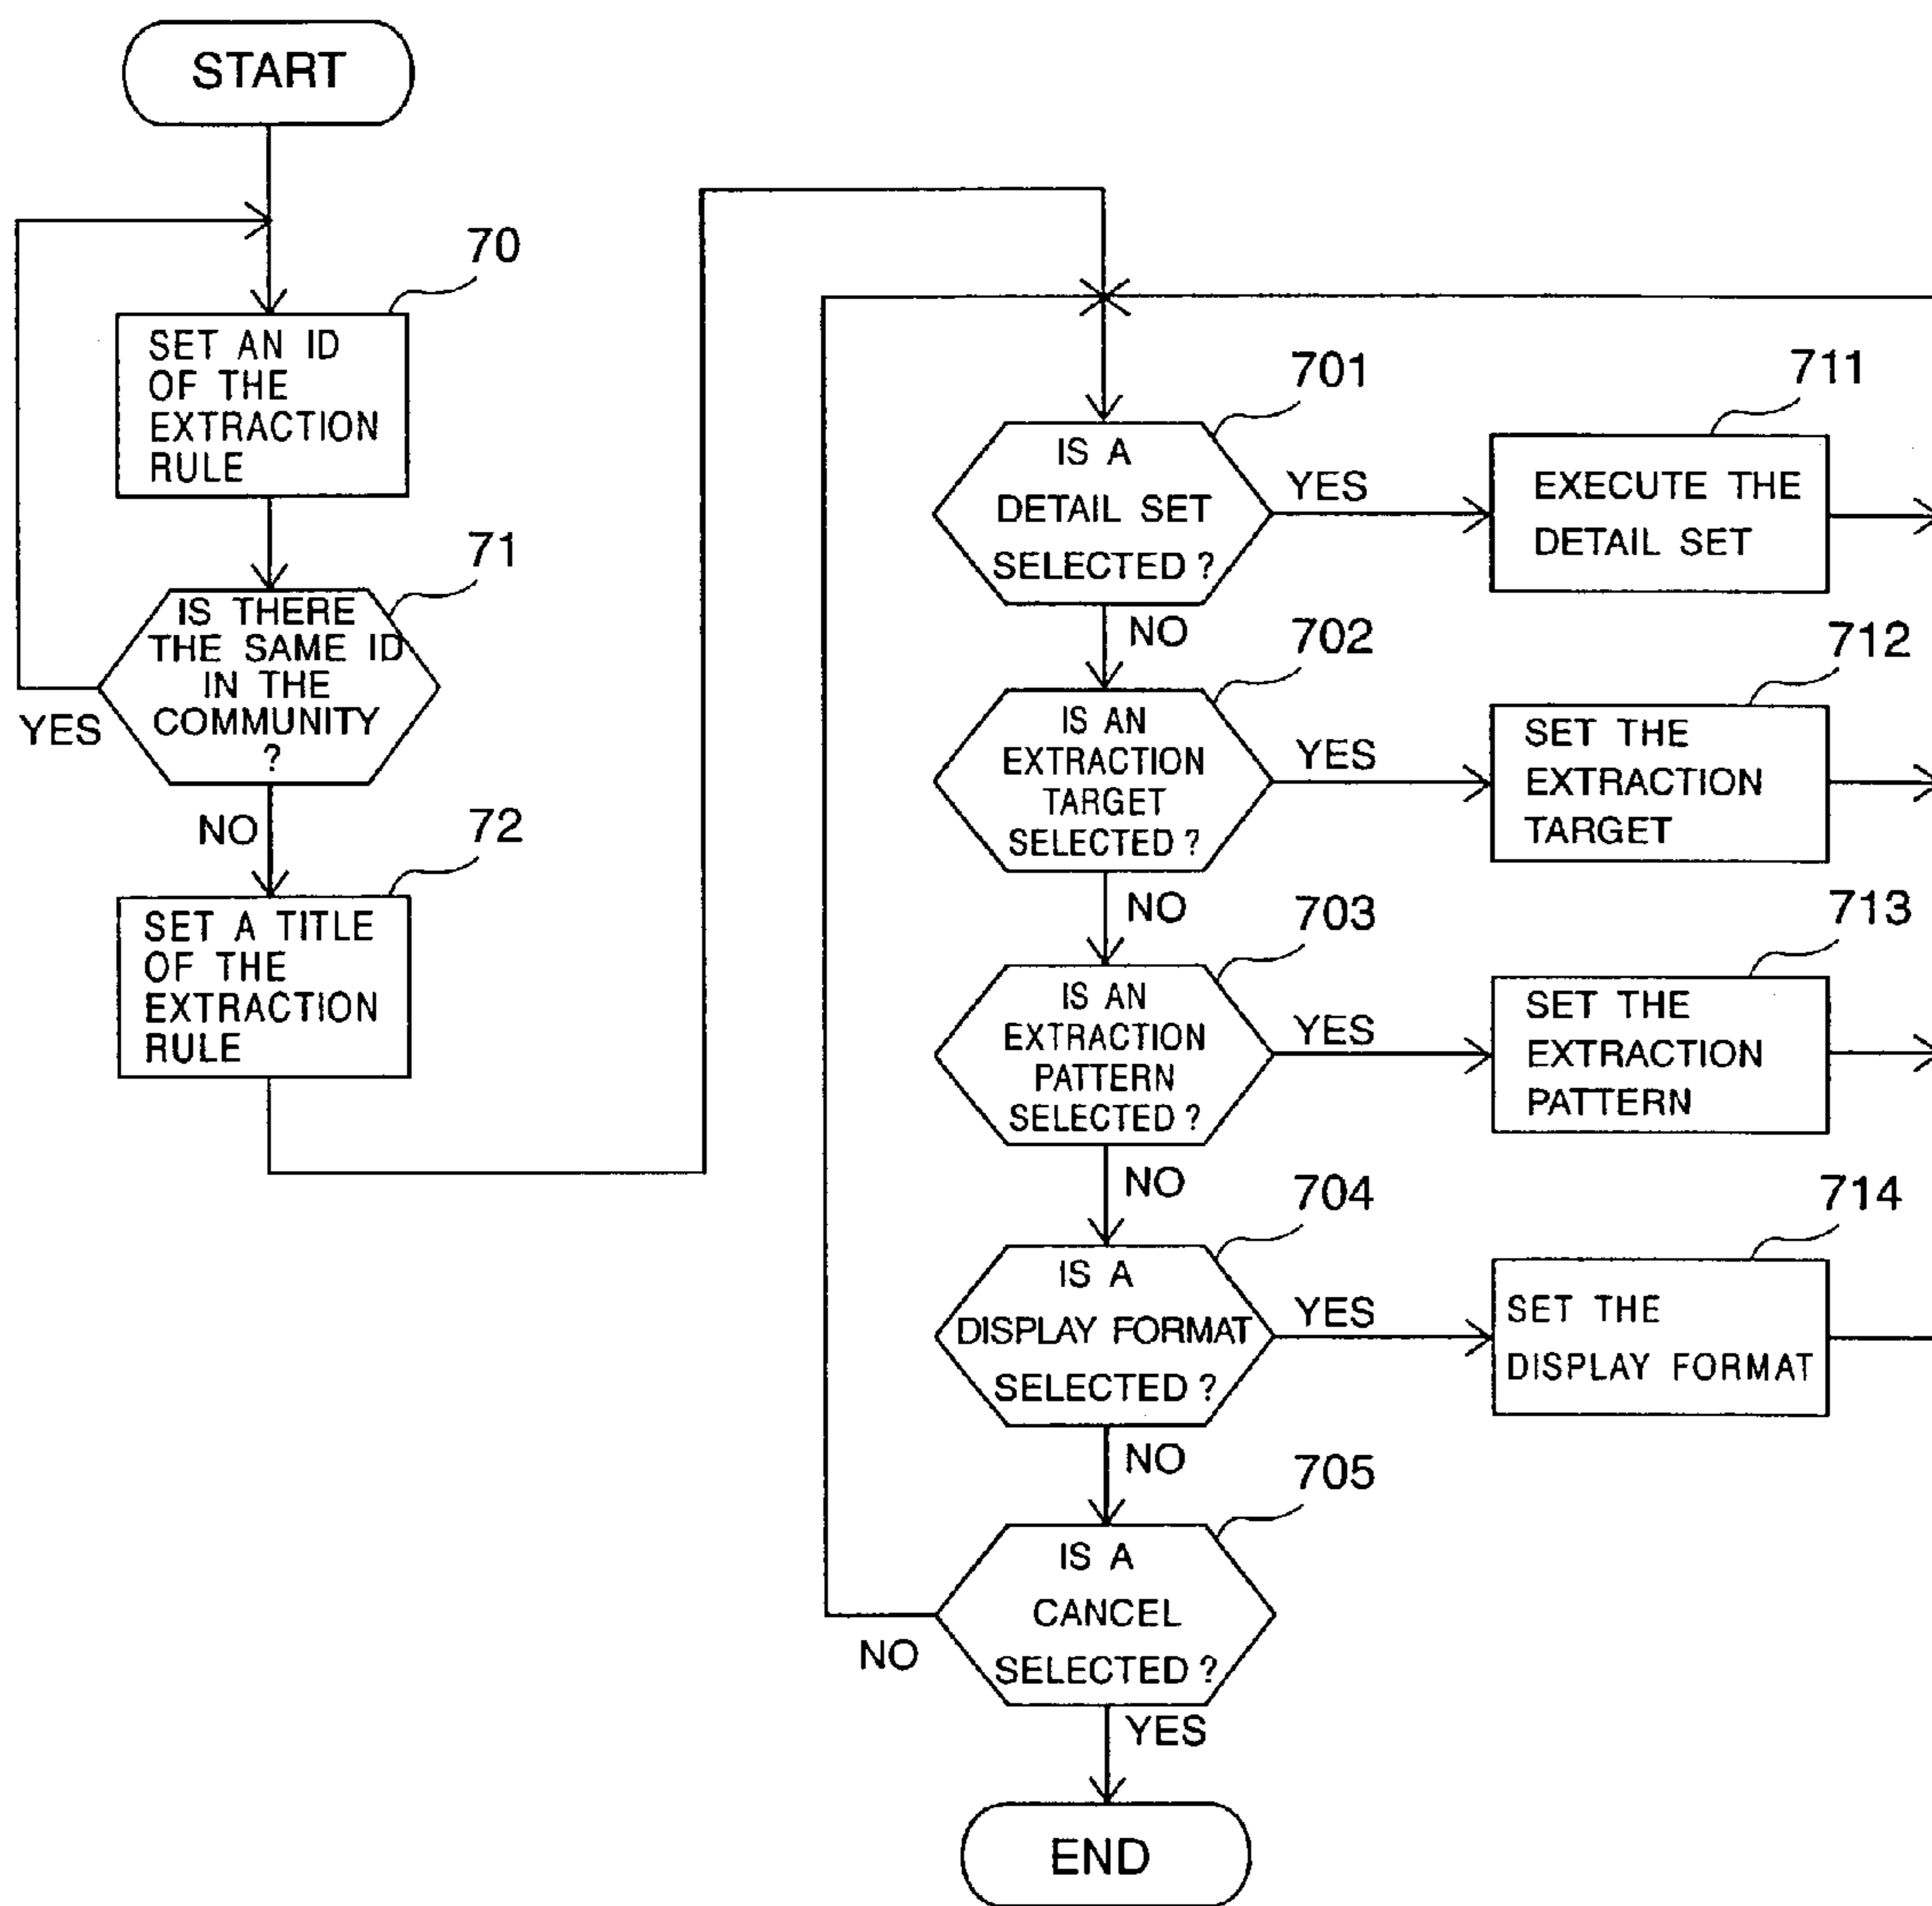 START
70
SET AN ID
OF THE
EXTRACTION
RULE
71
IS THERE
THE SAME ID
IN THE
COMMUNITY
?
YES
NO
72
SET A TITLE
OF THE
EXTRACTION
RULE
701
IS A
DETAIL SET
SELECTED ?
YES
711
EXECUTE THE
DETAIL SET
NO
702
IS AN
EXTRACTION
TARGET
SELECTED ?
YES
712
SET THE
EXTRACTION
TARGET
NO
703
IS AN
EXTRACTION
PATTERN
SELECTED ?
YES
713
SET THE
EXTRACTION
PATTERN
NO
704
IS A
DISPLAY FORMAT
SELECTED ?
YES
714
SET THE
DISPLAY FORMAT
NO
705
IS A
CANCEL
SELECTED ?
NO
YES
END